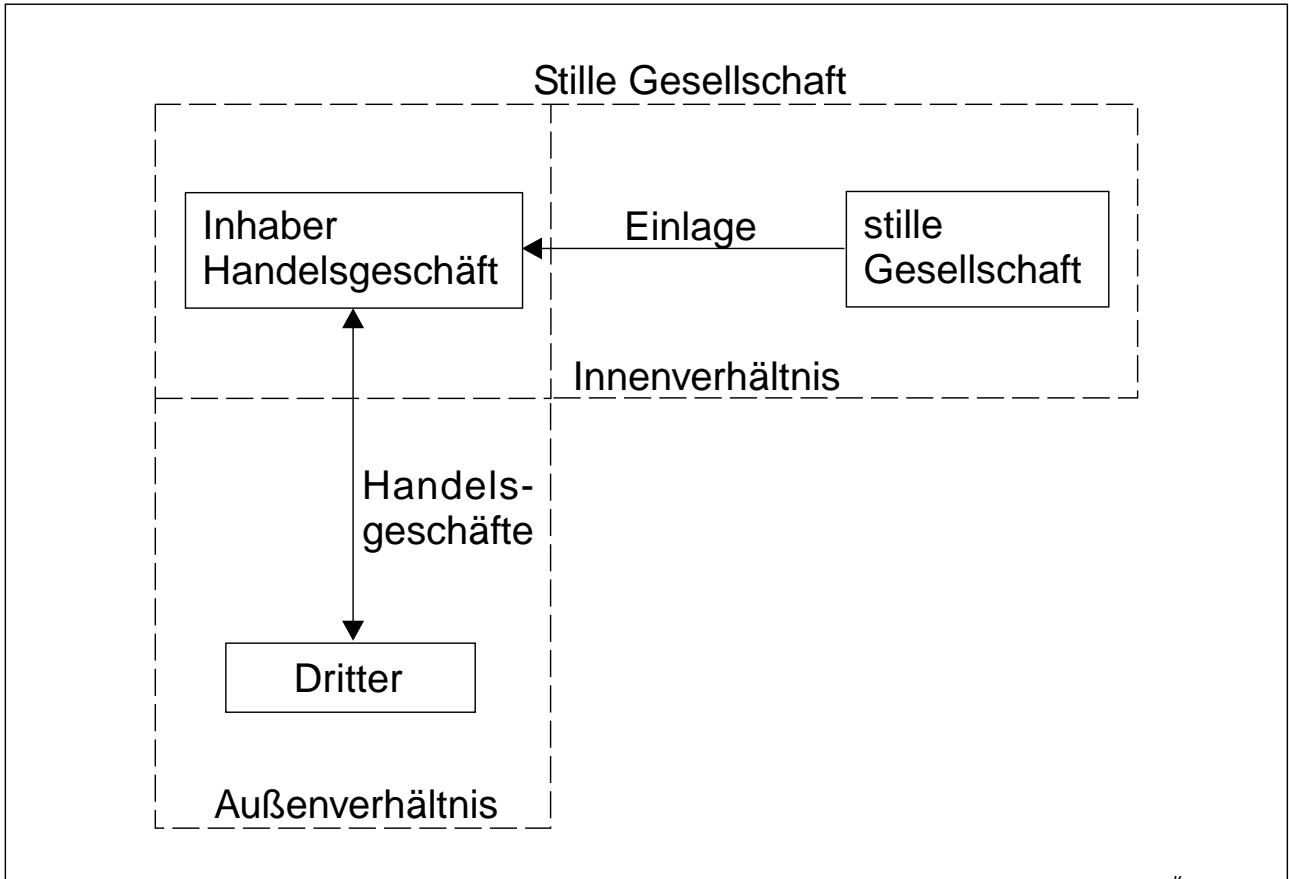 Stille Gesellschaft
Inhaber
Handelsgeschäft
Einlage
stille
Gesellschaft
Innenverhältnis
Handels-
geschäfte
Dritter
Außenverhältnis